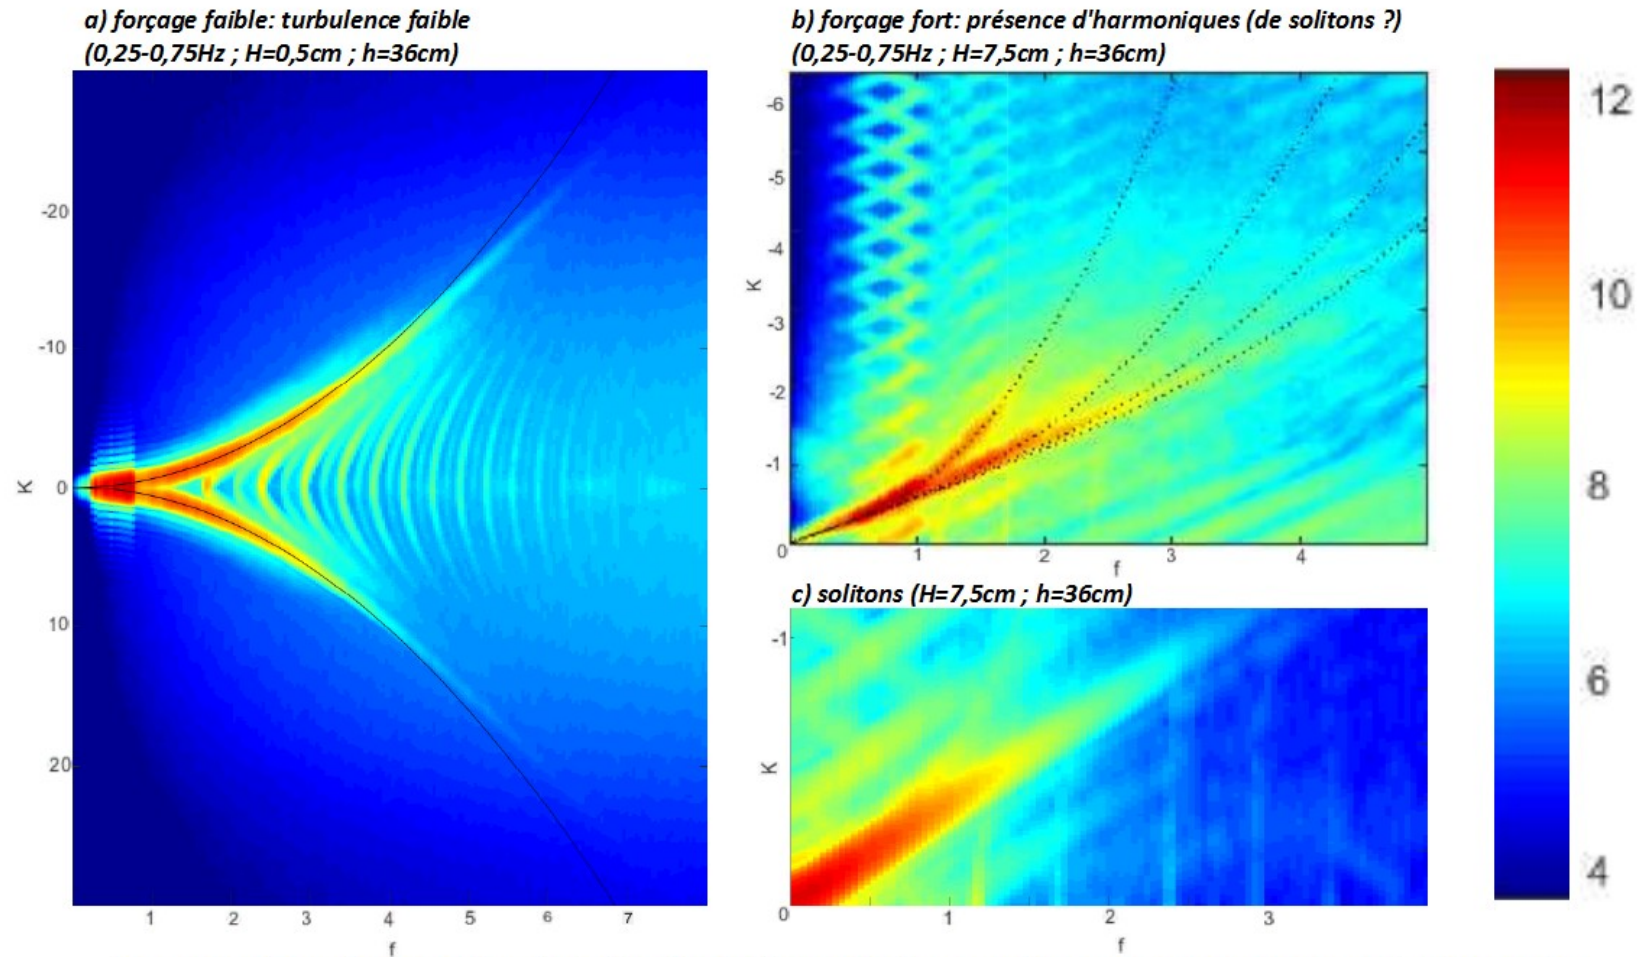 a) forçage faible: turbulence faible
(0,25-0,75Hz ; H=0,5cm ; h=36cm)
-20
-10
K
0
10
20
1 2 3 4 5 6 7
f
b) forçage fort: présence d'harmoniques (de solitons ?)
(0,25-0,75Hz ; H=7,5cm ; h=36cm)
-6
-5
-4
K
-3
-2
-1
0
1 2 3 4
f
c) solitons (H=7,5cm ; h=36cm)
-1
K
0
1 2 3
f
12
10
8
6
4